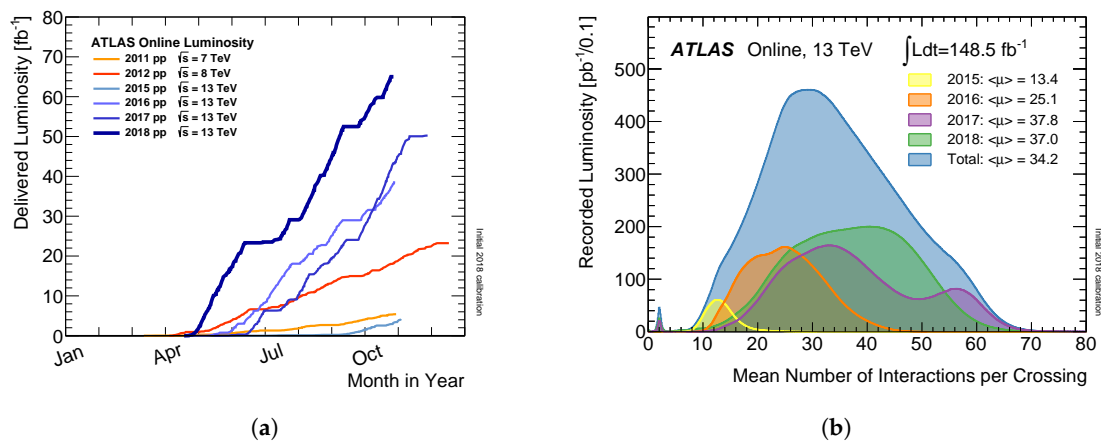 80
70
60
50
40
30
20
10
0
Delivered Luminosity [fb⁻¹]
ATLAS Online Luminosity
2011 pp √s = 7 TeV
2012 pp √s = 8 TeV
2015 pp √s = 13 TeV
2016 pp √s = 13 TeV
2017 pp √s = 13 TeV
2018 pp √s = 13 TeV
Jan Apr Jul Oct
Month in Year
Initial 2018 calibration
(a)
500
400
300
200
100
0
Recorded Luminosity [pb⁻¹/0.1]
ATLAS Online, 13 TeV ∫Ldt=148.5 fb⁻¹
2015: <μ> = 13.4
2016: <μ> = 25.1
2017: <μ> = 37.8
2018: <μ> = 37.0
Total: <μ> = 34.2
0 10 20 30 40 50 60 70 80
Mean Number of Interactions per Crossing
Initial 2018 calibration
(b)